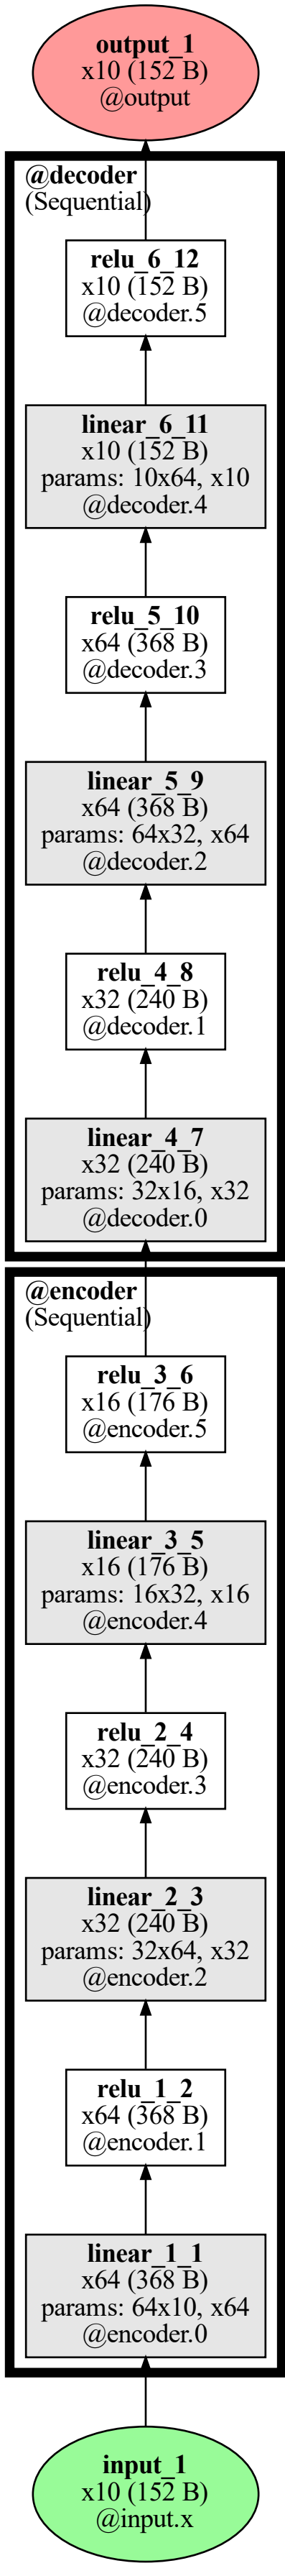 output_1
x10 (152 B)
@output
@decoder
(Sequential)
relu_6_12
x10 (152 B)
@decoder.5
linear_6_11
x10 (152 B)
params: 10x64, x10
@decoder.4
relu_5_10
x64 (368 B)
@decoder.3
linear_5_9
x64 (368 B)
params: 64x32, x64
@decoder.2
relu_4_8
x32 (240 B)
@decoder.1
linear_4_7
x32 (240 B)
params: 32x16, x32
@decoder.0
@encoder
(Sequential)
relu_3_6
x16 (176 B)
@encoder.5
linear_3_5
x16 (176 B)
params: 16x32, x16
@encoder.4
relu_2_4
x32 (240 B)
@encoder.3
linear_2_3
x32 (240 B)
params: 32x64, x32
@encoder.2
relu_1_2
x64 (368 B)
@encoder.1
linear_1_1
x64 (368 B)
params: 64x10, x64
@encoder.0
input_1
x10 (152 B)
@input.x